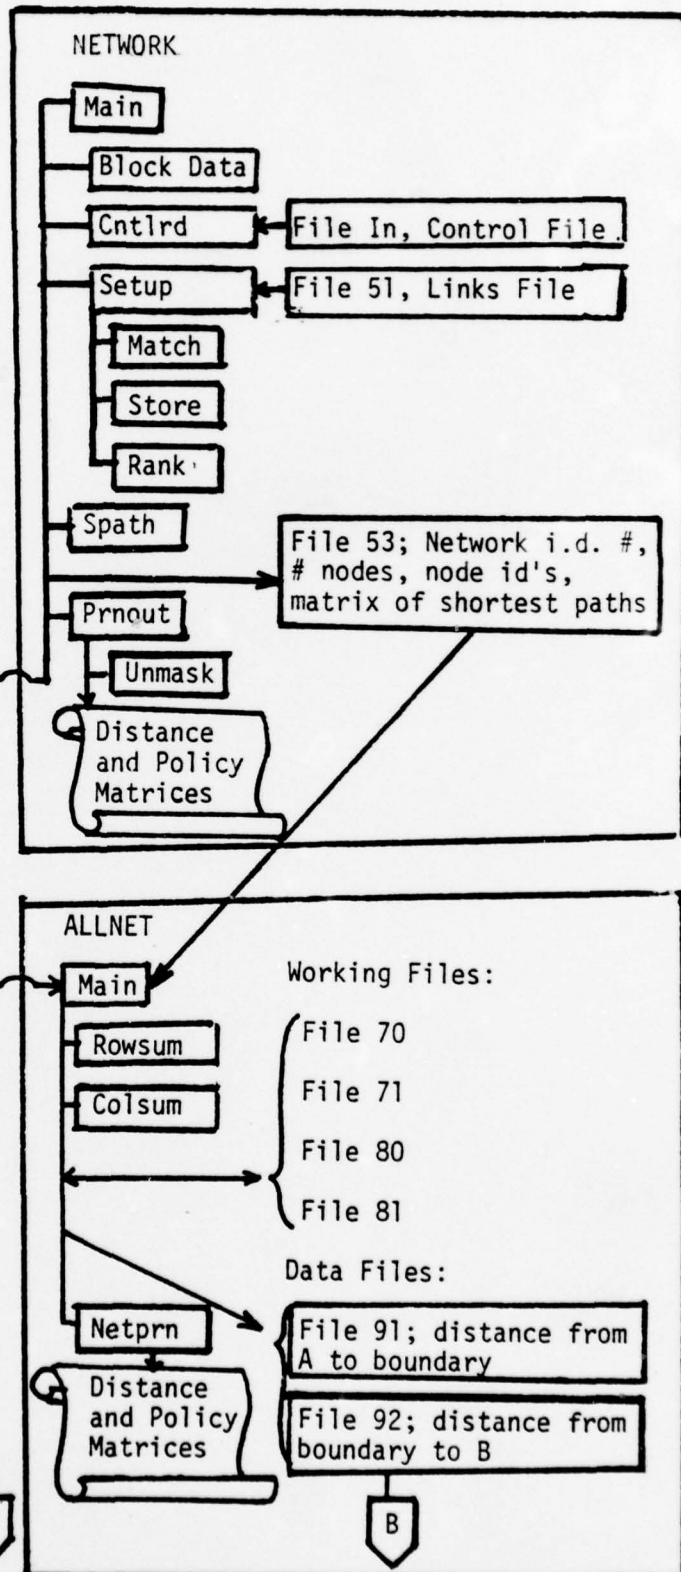 NETWORK
Main
Block Data
Cntlrd
File In, Control File.
Setup
File 51, Links File
Match
Store
Rank
Spath
File 53; Network i.d. #,
# nodes, node id's,
matrix of shortest paths
Prnout
Unmask
Distance
and Policy
Matrices
ALLNET
Main
Working Files:
Rowsum
File 70
Colsum
File 71
File 80
File 81
Data Files:
Netprn
File 91; distance from
A to boundary
Distance
and Policy
Matrices
File 92; distance from
boundary to B
B